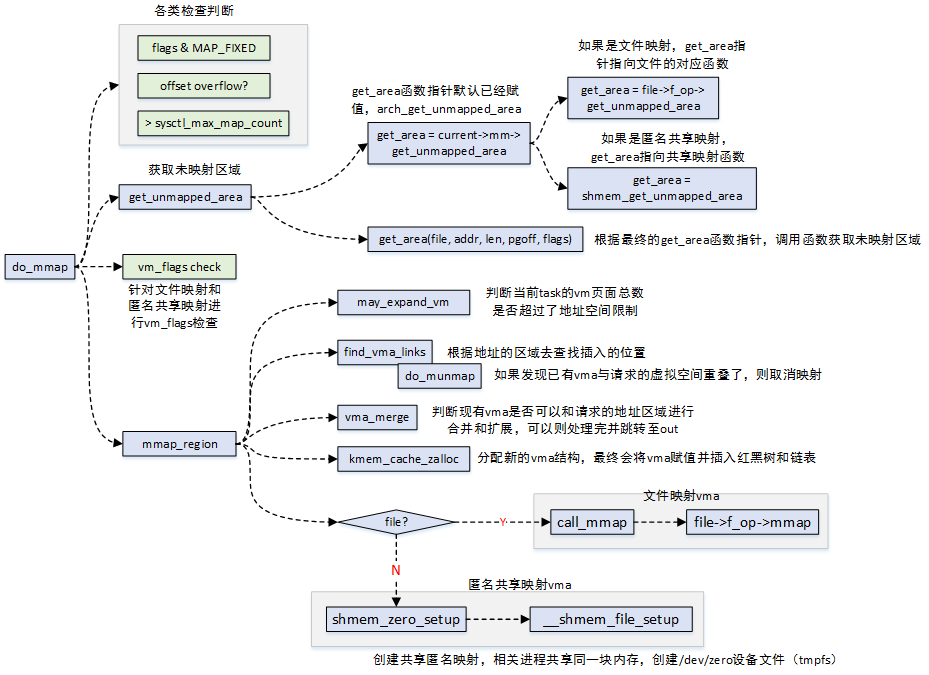 各类检查判断
flags & MAP_FIXED
offset overflow?
> sysctl_max_map_count
获取未映射区域
get_unmapped_area
get_area函数指针默认已经赋
值，arch_get_unmapped_area
get_area = current->mm->
get_unmapped_area
如果是文件映射，get_area指
针指向文件的对应函数
get_area = file->f_op->
get_unmapped_area
如果是匿名共享映射，
get_area指向共享映射函数
get_area =
shmem_get_unmapped_area
get_area(file, addr, len, pgoff, flags)
根据最终的get_area函数指针，调用函数获取未映射区域
do_mmap
vm_flags check
针对文件映射和
匿名共享映射进
行vm_flags检查
mmap_region
may_expand_vm
判断当前task的vm页面总数
是否超过了地址空间限制
find_vma_links
根据地址的区域去查找插入的位置
do_munmap
如果发现已有vma与请求的虚拟空间重叠了，则取消映射
vma_merge
判断现有vma是否可以和请求的地址区域进行
合并和扩展，可以则处理完并跳转至out
kmem_cache_zalloc
分配新的vma结构，最终会将vma赋值并插入红黑树和链表
file?
Y
文件映射vma
call_mmap
file->f_op->mmap
N
匿名共享映射vma
shmem_zero_setup
__shmem_file_setup
创建共享匿名映射，相关进程共享同一块内存，创建/dev/zero设备文件（tmpfs）